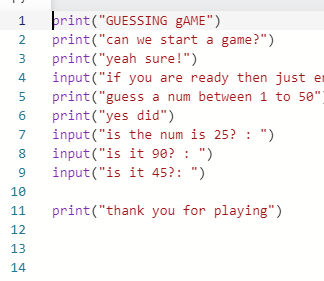 1 print("GUESSING gAME")
2 print("can we start a game?")
3 print("yeah sure!")
4 input("if you are ready then just
5 print("guess a num between 1 to 50"
6 print("yes did")
7 input("is the num is 25? : ")
8 input("is it 90? : ")
9 input("is it 45?: ")
10
11 print("thank you for playing")
12
13
14